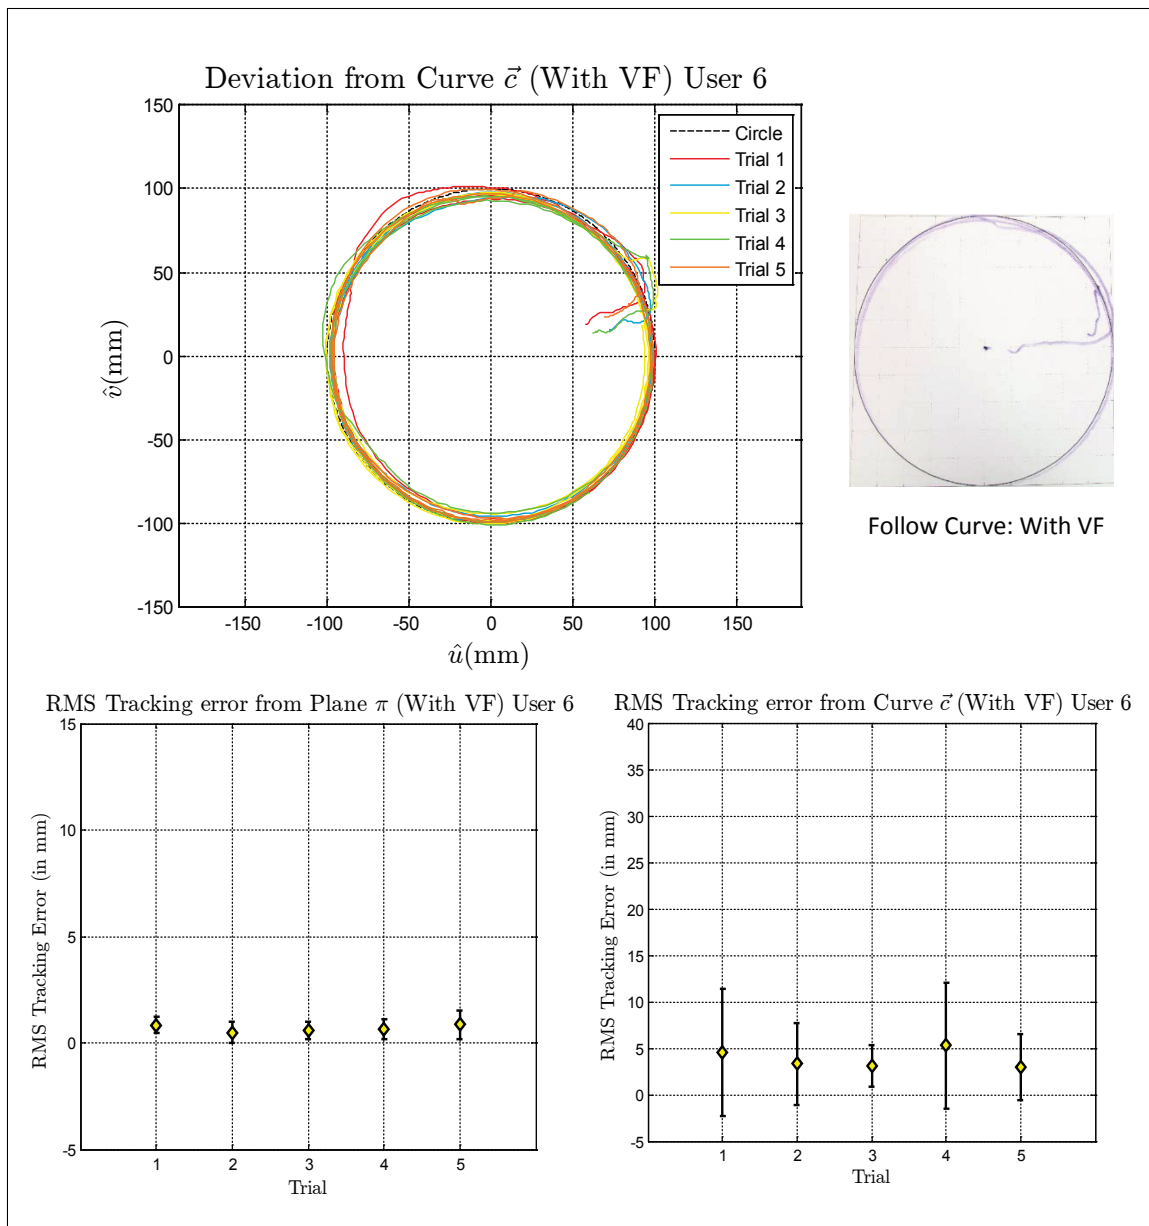 Deviation from Curve c⃗ (With VF) User 6
150
100
50
0
-50
-100
-150
-150
-100
-50
0
50
100
150
v̂(mm)
û(mm)
Circle
Trial 1
Trial 2
Trial 3
Trial 4
Trial 5
Follow Curve: With VF
RMS Tracking error from Plane π (With VF) User 6
15
10
5
0
-5
1
2
3
4
5
RMS Tracking Error (in mm)
Trial
RMS Tracking error from Curve c⃗ (With VF) User 6
40
35
30
25
20
15
10
5
0
-5
1
2
3
4
5
RMS Tracking Error (in mm)
Trial